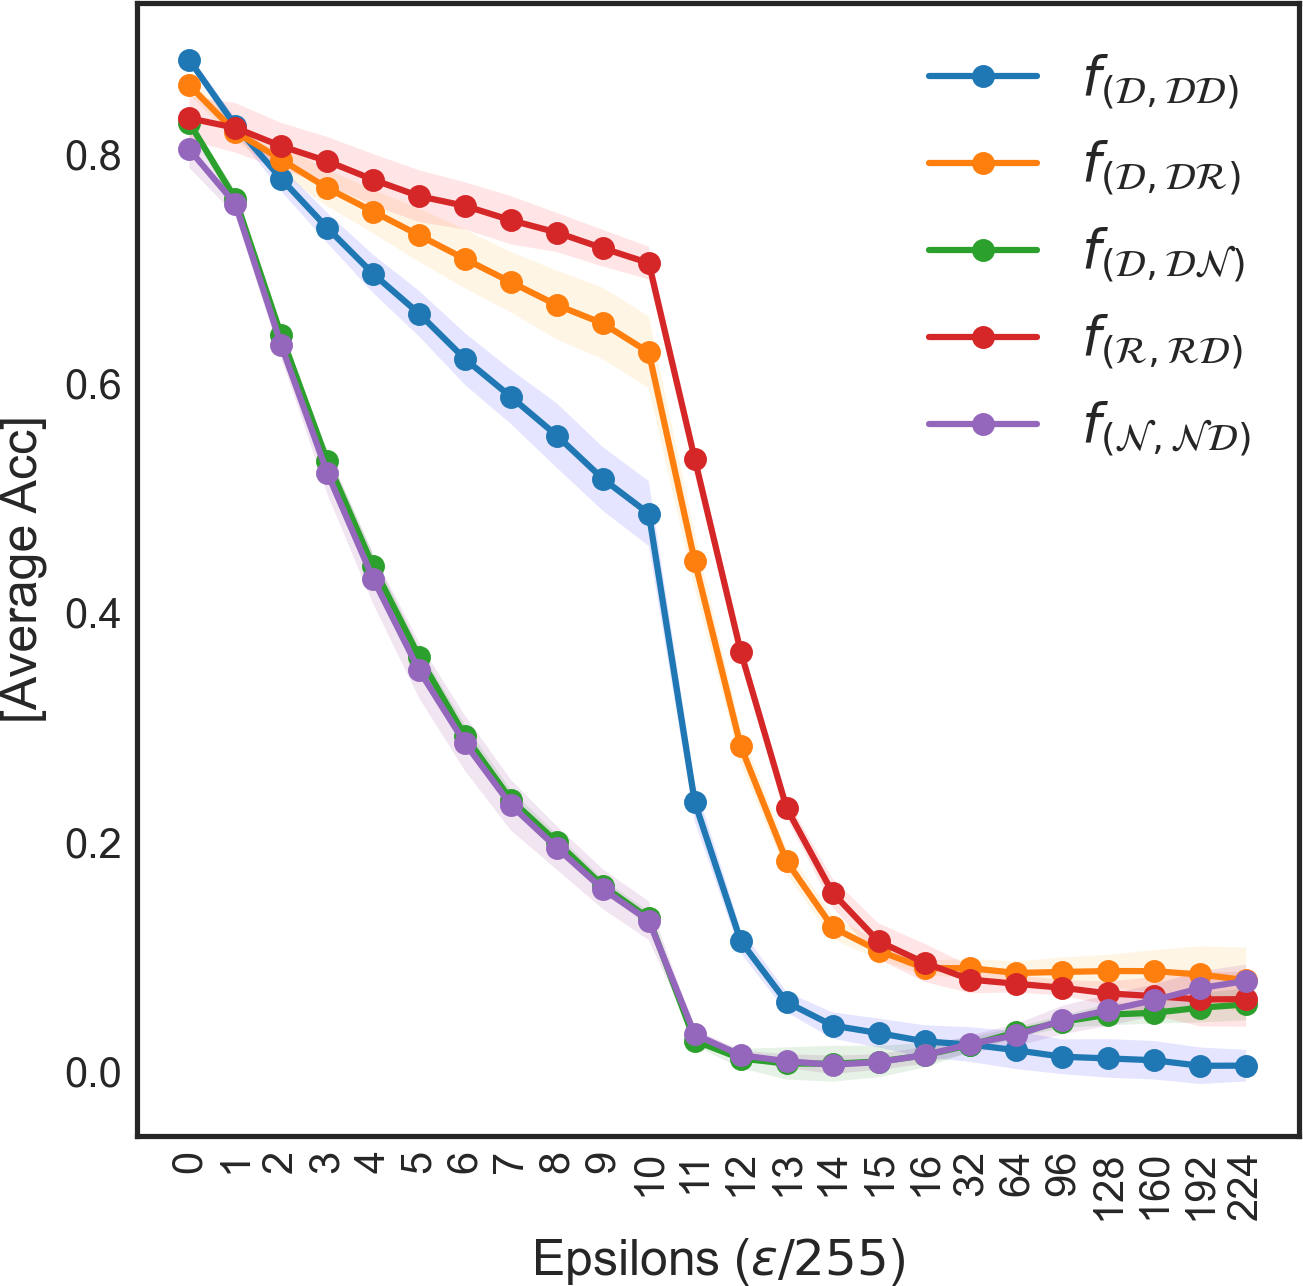 f(𝒟, 𝒟𝒟)
f(𝒟, 𝒟ℛ)
f(𝒟, 𝒟𝒩)
f(ℛ, ℛ𝒟)
f(𝒩, 𝒩𝒟)
[Average Acc]
0.8
0.6
0.4
0.2
0.0
0 1 2 3 4 5 6 7 8 9 10 11 12 13 14 15 16 32 64 96 128 160 192 224
Epsilons (ε/255)